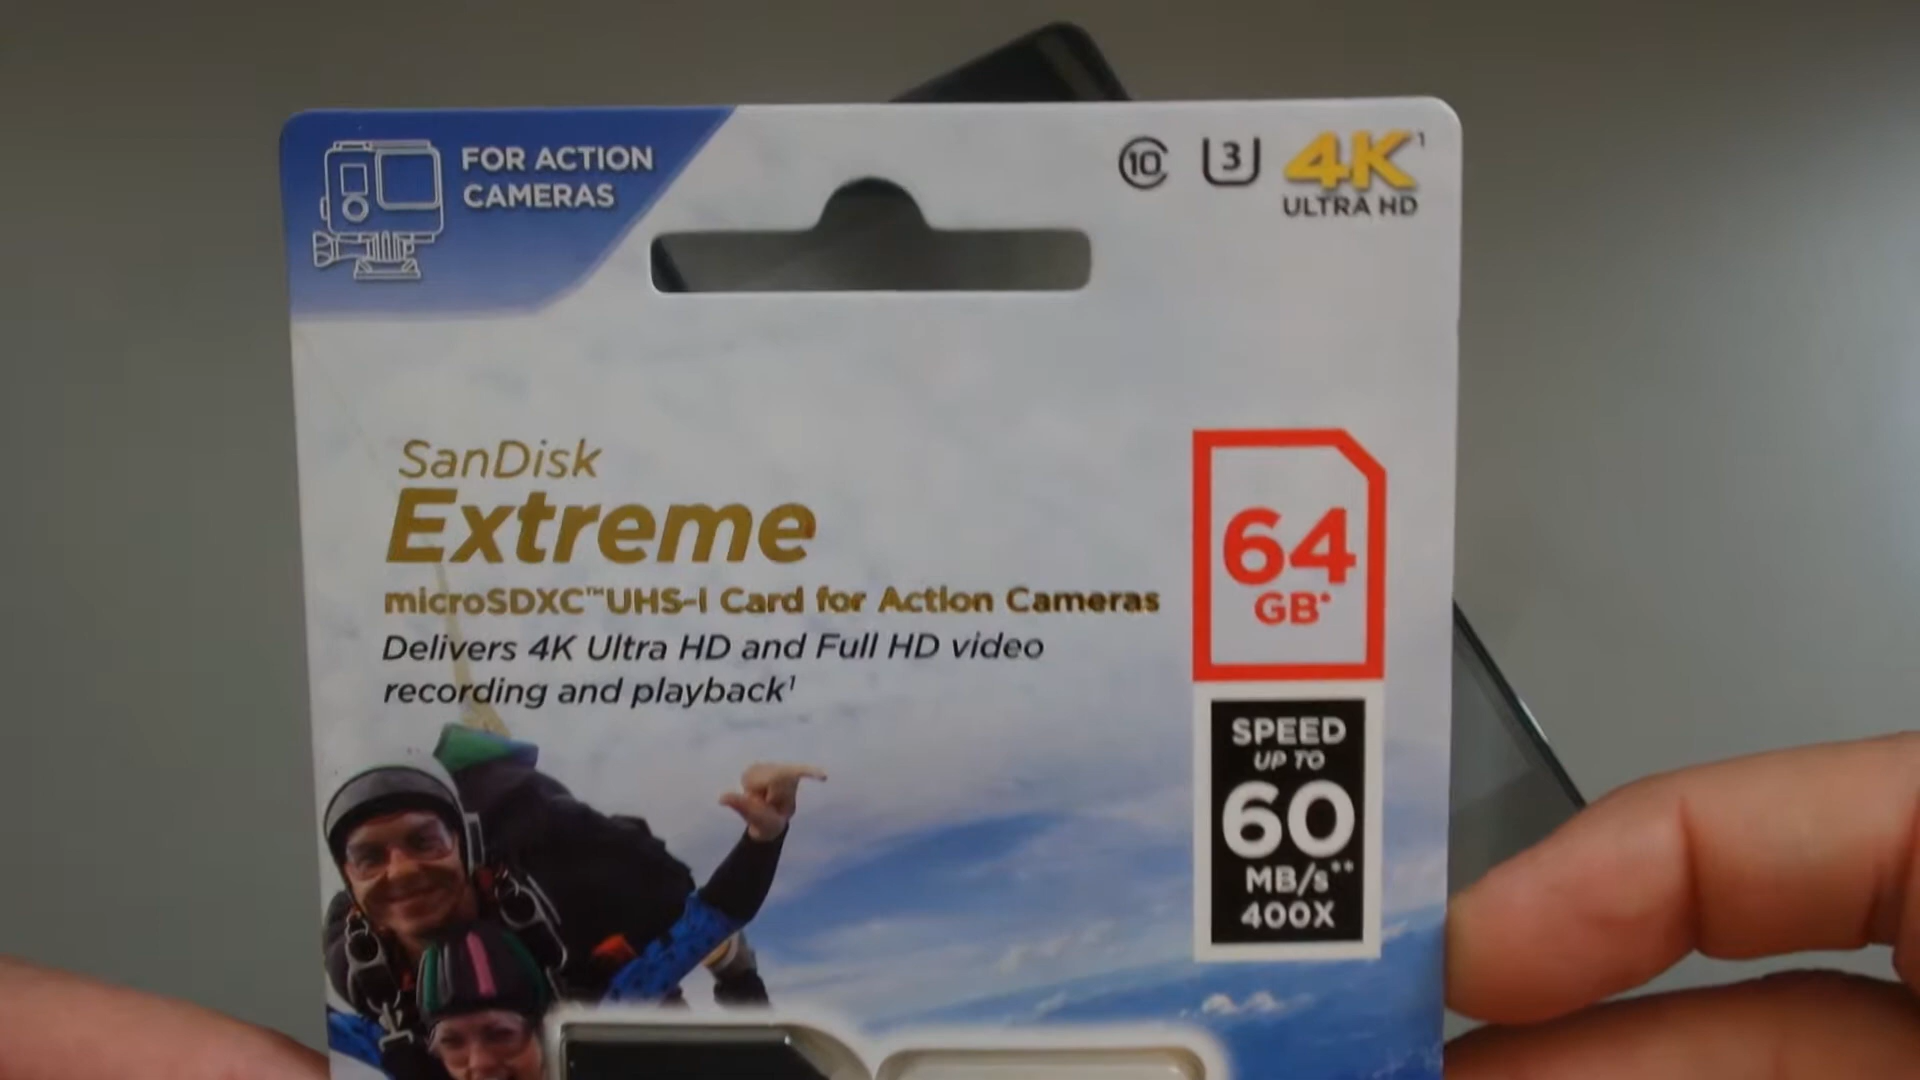 FOR ACTION
CAMERAS
10
3
4K¹
ULTRA HD
SanDisk
Extreme
microSDXC™UHS-I Card for Action Cameras
Delivers 4K Ultra HD and Full HD video
recording and playback¹
64
GB*
SPEED
UP TO
60
MB/s**
400X